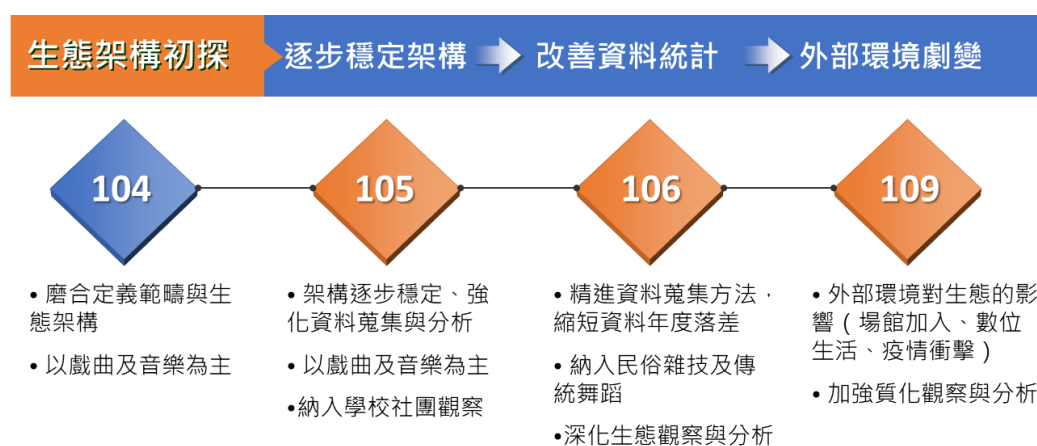 生態架構初探
逐步穩定架構
改善資料統計
外部環境劇變
104
105
106
109
• 磨合定義範疇與生
態架構
• 以戲曲及音樂為主
• 架構逐步穩定、強
化資料蒐集與分析
• 以戲曲及音樂為主
•納入學校社團觀察
• 精進資料蒐集方法，
縮短資料年度落差
• 納入民俗雜技及傳
統舞蹈
•深化生態觀察與分析
• 外部環境對生態的影
響（場館加入、數位
生活、疫情衝擊）
• 加強質化觀察與分析